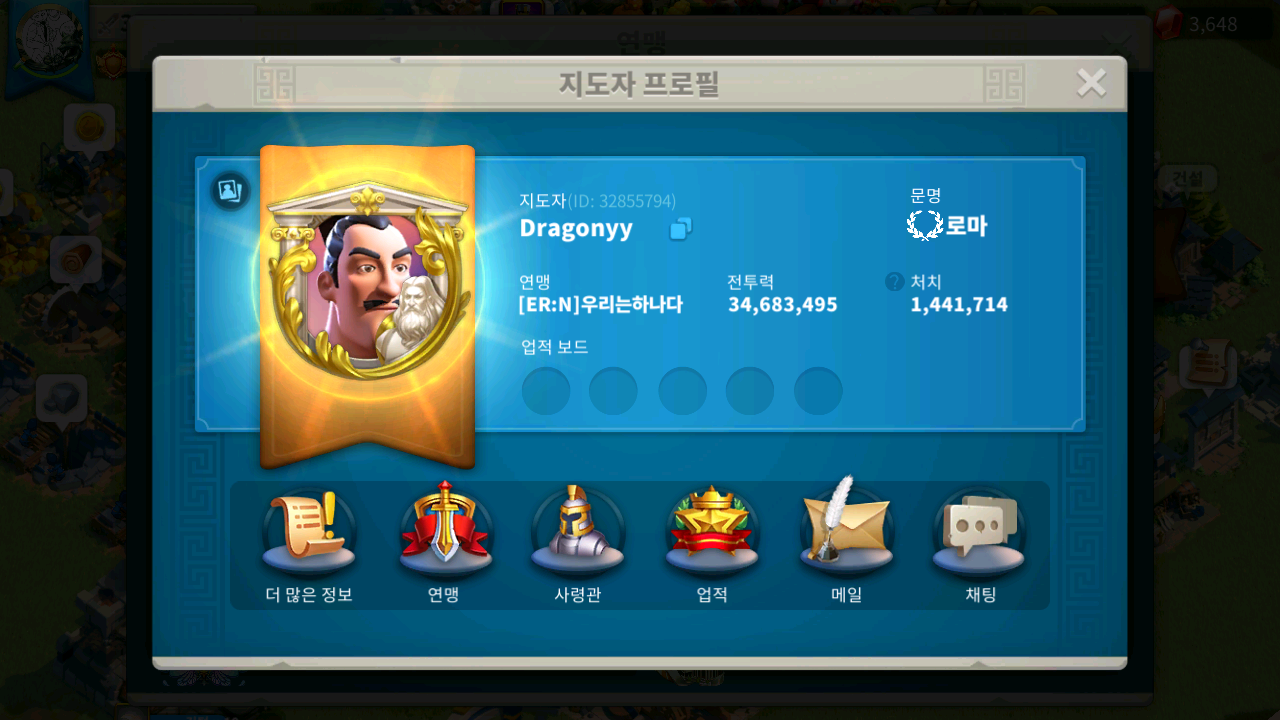 연맹
3,648
지도자 프로필
건설
지도자(ID: 32855794)
Dragonyy
문명
로마
연맹
[ER:N]우리는하나다
전투력
34,683,495
?
처치
1,441,714
업적 보드
더 많은 정보
연맹
사령관
업적
메일
채팅